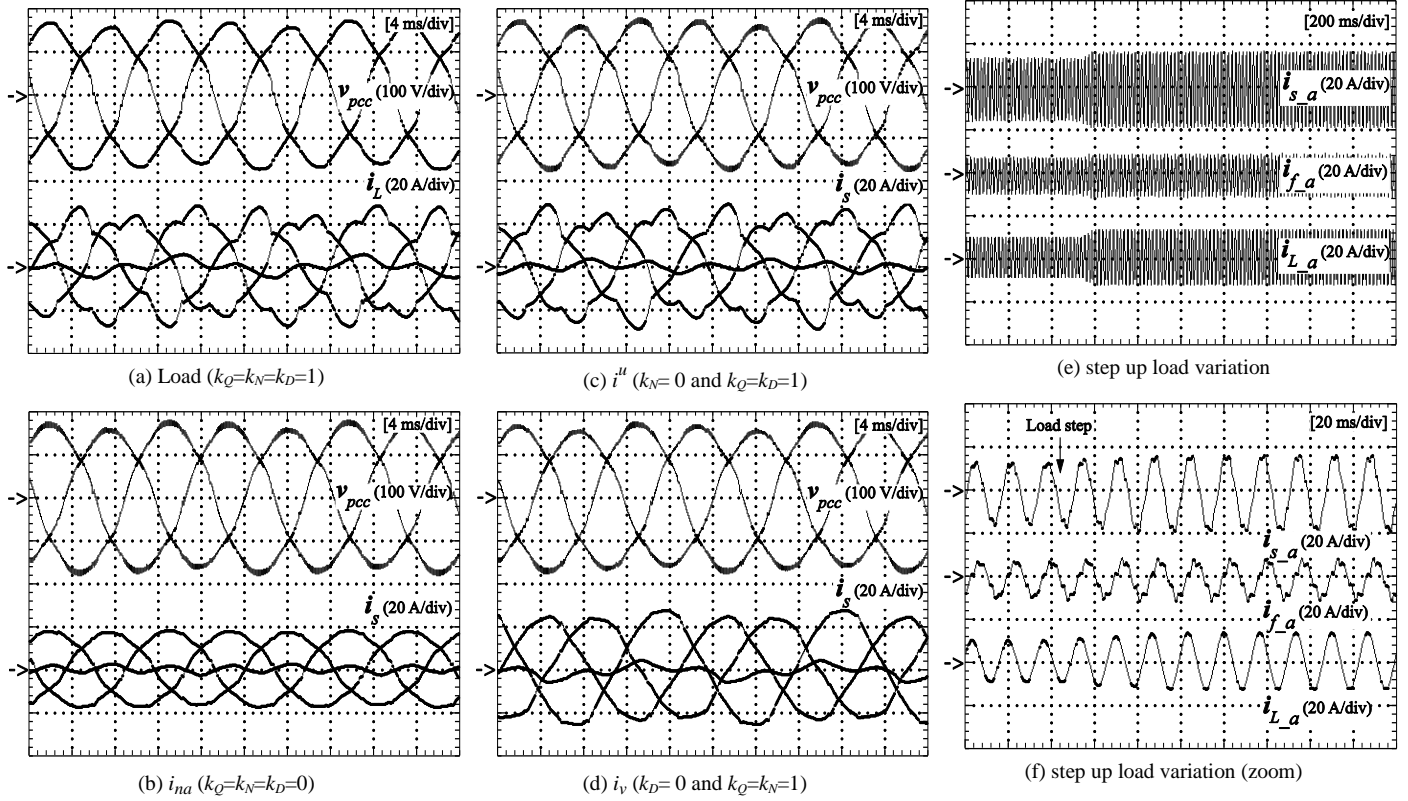 [4 ms/div]
v_pcc (100 V/div)
i_L (20 A/div)
(a) Load (k_Q=k_N=k_D=1)
[4 ms/div]
v_pcc (100 V/div)
i_s (20 A/div)
(b) i_na (k_Q=k_N=k_D=0)
[4 ms/div]
v_pcc (100 V/div)
i_s (20 A/div)
(c) i^u (k_N= 0 and k_Q=k_D=1)
[4 ms/div]
v_pcc (100 V/div)
i_s (20 A/div)
(d) i_v (k_D= 0 and k_Q=k_N=1)
[200 ms/div]
i_s_a (20 A/div)
i_f_a (20 A/div)
i_L_a (20 A/div)
(e) step up load variation
[20 ms/div]
Load step
i_s_a (20 A/div)
i_f_a (20 A/div)
i_L_a (20 A/div)
(f) step up load variation (zoom)